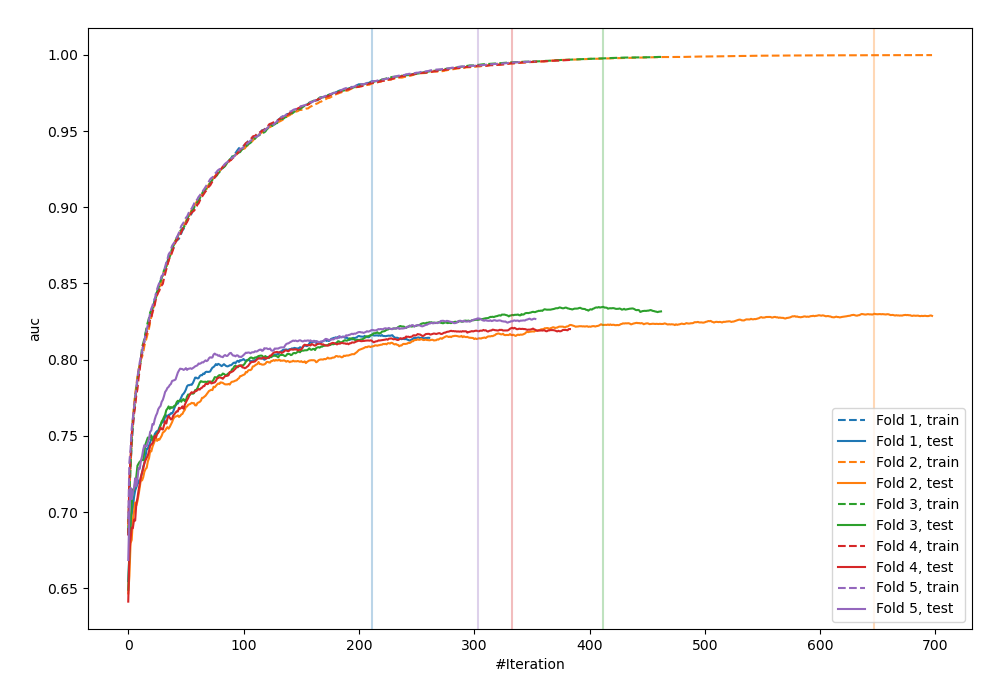 1.00
0.95
0.90
0.85
0.80
0.75
0.70
0.65
auc
0
100
200
300
400
500
600
700
#Iteration
Fold 1, train
Fold 1, test
Fold 2, train
Fold 2, test
Fold 3, train
Fold 3, test
Fold 4, train
Fold 4, test
Fold 5, train
Fold 5, test